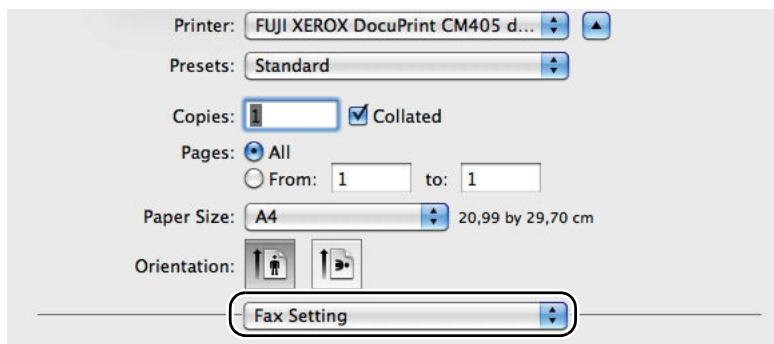 Printer: FUJI XEROX DocuPrint CM405 d...
Presets: Standard
Copies: 1 Collated
Pages: All
From: 1 to: 1
Paper Size: A4 20,99 by 29,70 cm
Orientation:
Fax Setting